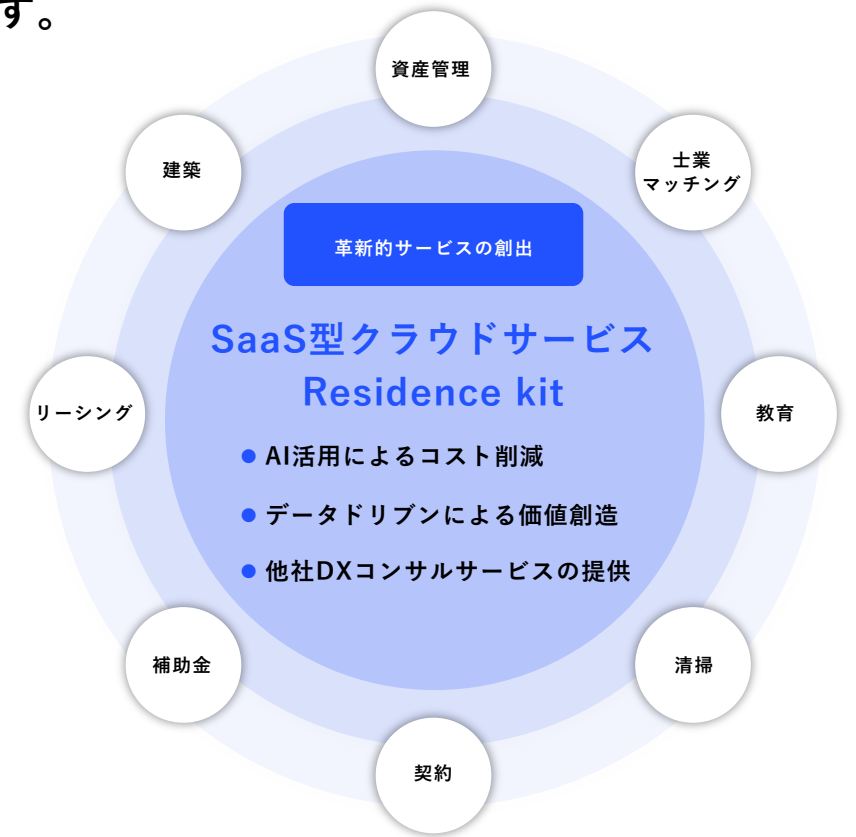 す。
資産管理
建築
士業
マッチング
革新的サービスの創出
SaaS型クラウドサービス
Residence kit
リーシング
教育
● AI活用によるコスト削減
● データドリブンによる価値創造
● 他社DXコンサルサービスの提供
補助金
清掃
契約